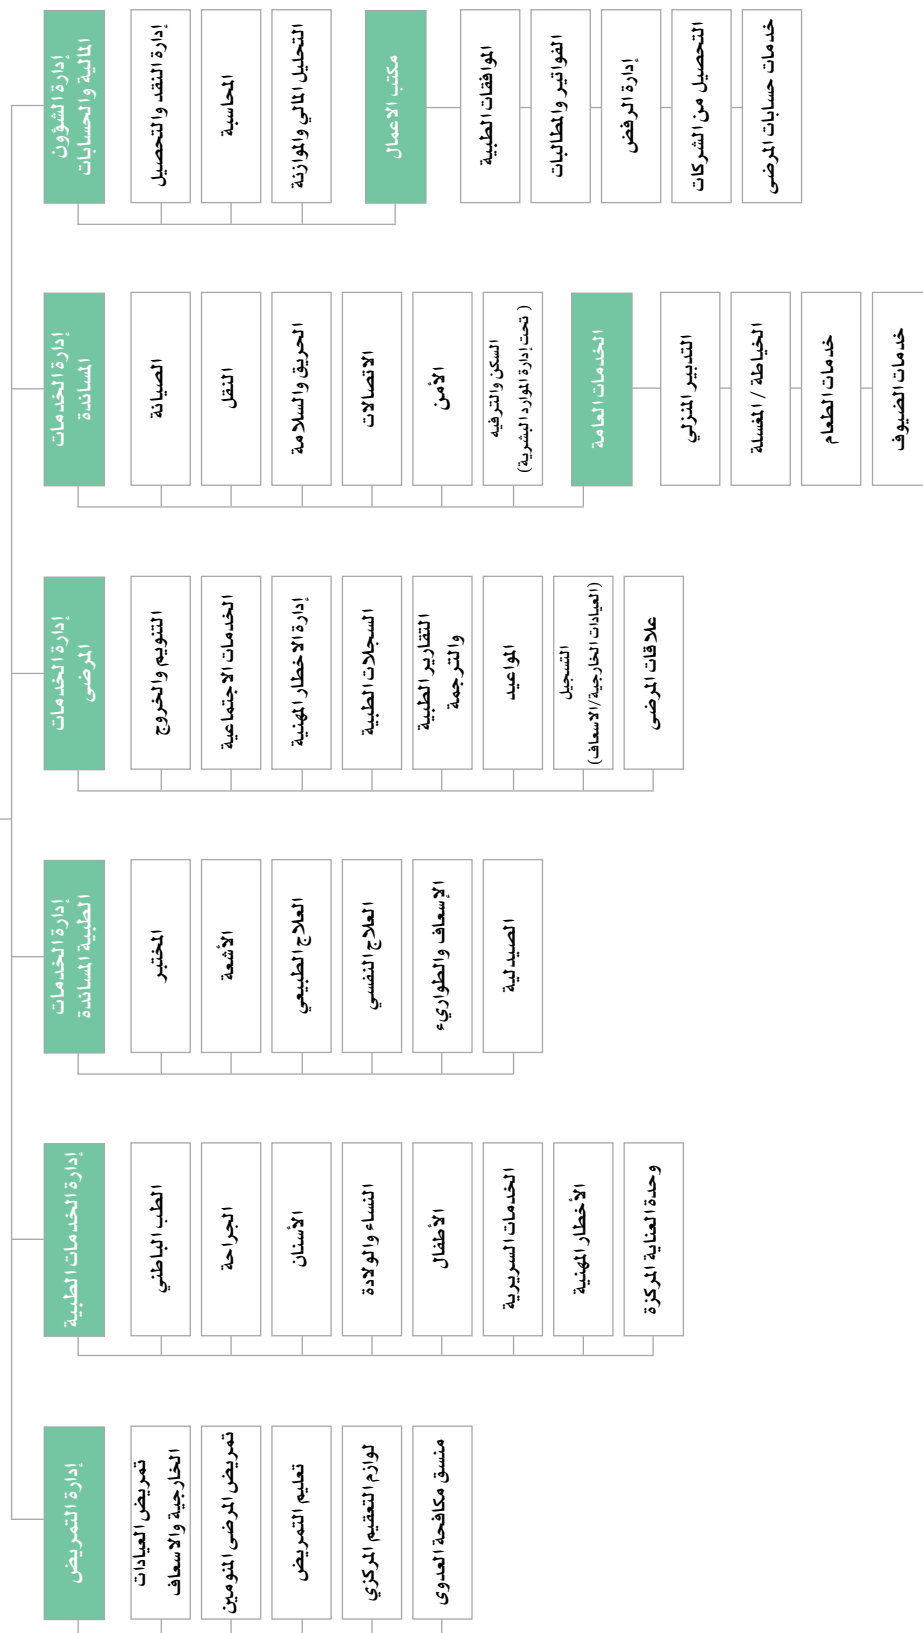 إدارة الشؤون
المالية والحسابات
إدارة النقد والتحصيل
المحاسبة
التحليل المالي والموازنة
مكتب الاعمال
الموافقات الطبية
الفواتير والمطالبات
إدارة الرفض
التحصيل من الشركات
خدمات حسابات المرضى
إدارة الخدمات
المساندة
الصيانة
النقل
الحريق والسلامة
الاتصالات
الأمن
السكن والترفيه
( تحت إدارة الموارد البشرية)
الخدمات العامة
التدبير المنزلي
الخياطة / المغسلة
خدمات الطعام
خدمات الضيوف
إدارة الخدمات
المرضى
التنويم والخروج
الخدمات الاجتماعية
إدارة الاخطار المهنية
السجلات الطبية
التقارير الطبية
والترجمة
المواعيد
التسجيل
(العيادات الخارجية/الاسعاف)
علاقات المرضى
إدارة الخدمات
الطبية المساندة
المختبر
الأشعة
العلاج الطبيعي
العلاج النفسي
الإسعاف والطواريء
الصيدلية
إدارة الخدمات الطبية
الطب الباطني
الجراحة
الأسنان
النساء والولادة
الأطفال
الخدمات السريرية
الأخطار المهنية
وحدة العناية المركزة
إدارة التمريض
تمريض العيادات
الخارجية والاسعاف
تمريض المرضى المنومين
تعليم التمريض
لوازم التعقيم المركزي
منسق مكافحة العدوى